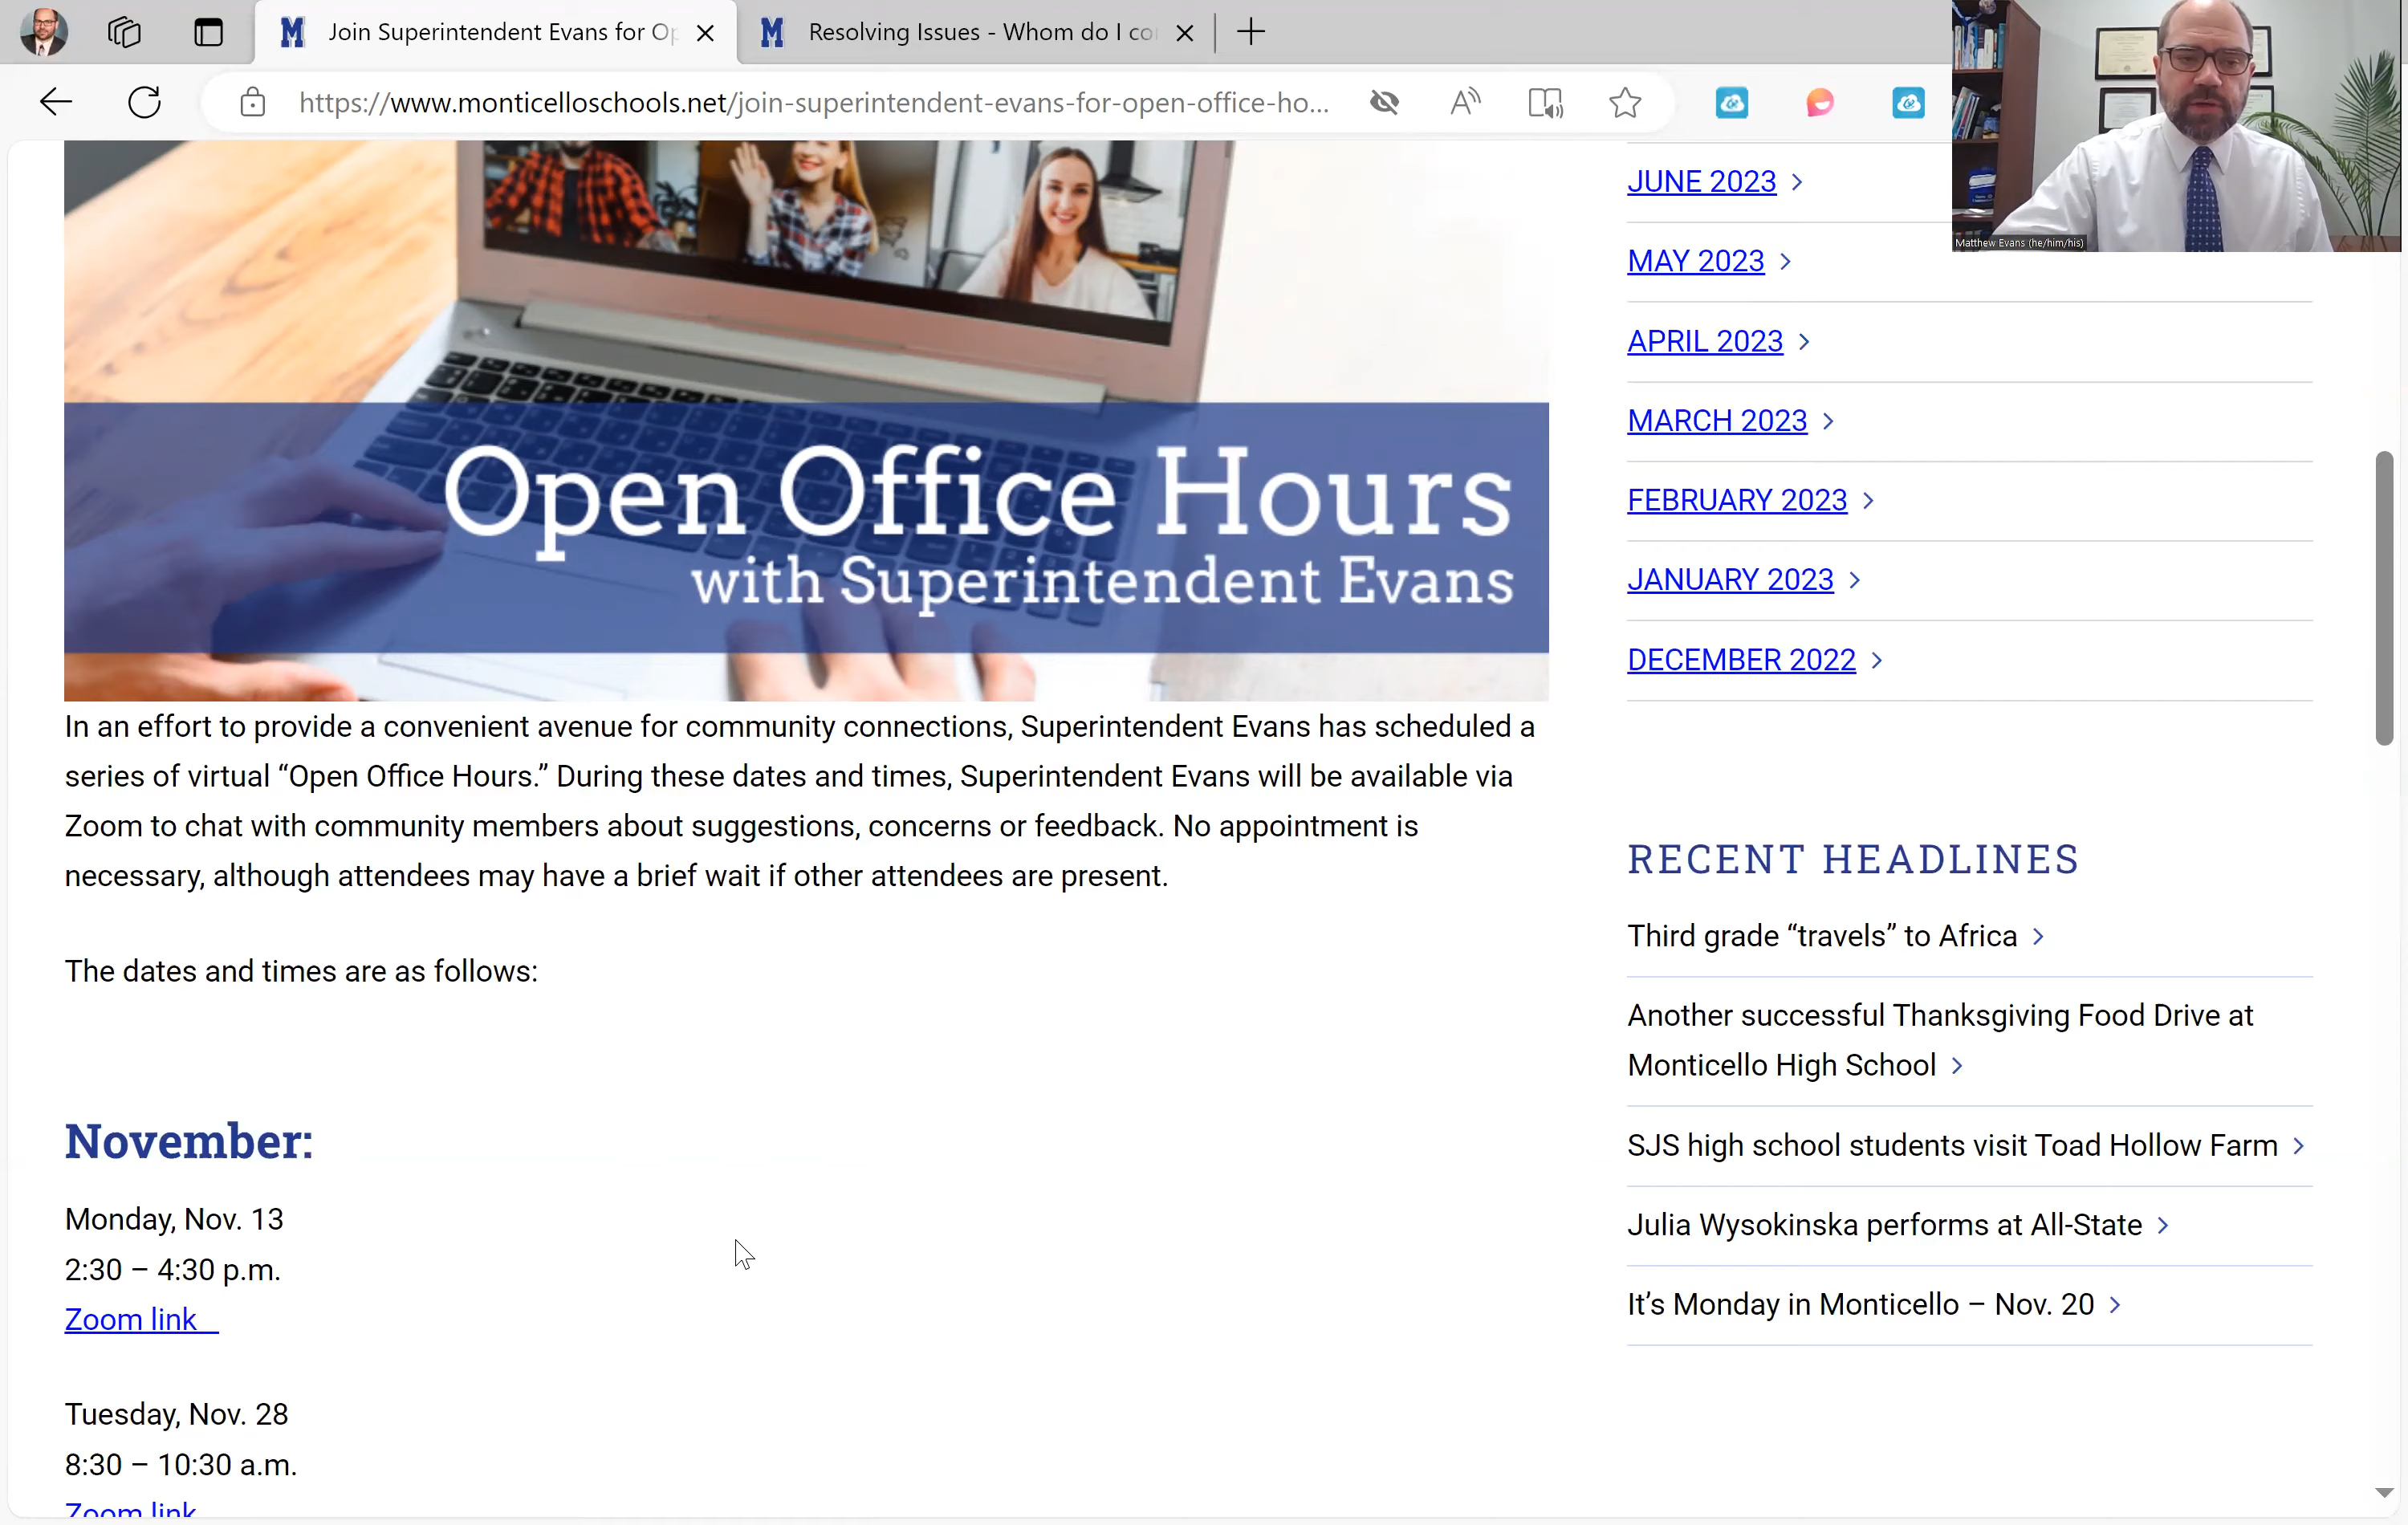 Join Superintendent Evans for Op
Resolving Issues - Whom do I co
https://www.monticelloschools.net/join-superintendent-evans-for-open-office-ho...
Matthew Evans (he/him/his)
Open Office Hours
with Superintendent Evans
In an effort to provide a convenient avenue for community connections, Superintendent Evans has scheduled a
series of virtual “Open Office Hours.” During these dates and times, Superintendent Evans will be available via
Zoom to chat with community members about suggestions, concerns or feedback. No appointment is
necessary, although attendees may have a brief wait if other attendees are present.
The dates and times are as follows:
November:
Monday, Nov. 13
2:30 – 4:30 p.m.
Zoom link
Tuesday, Nov. 28
8:30 – 10:30 a.m.
Zoom link
JUNE 2023
MAY 2023
APRIL 2023
MARCH 2023
FEBRUARY 2023
JANUARY 2023
DECEMBER 2022
RECENT HEADLINES
Third grade “travels” to Africa
Another successful Thanksgiving Food Drive at
Monticello High School
SJS high school students visit Toad Hollow Farm
Julia Wysokinska performs at All-State
It’s Monday in Monticello – Nov. 20